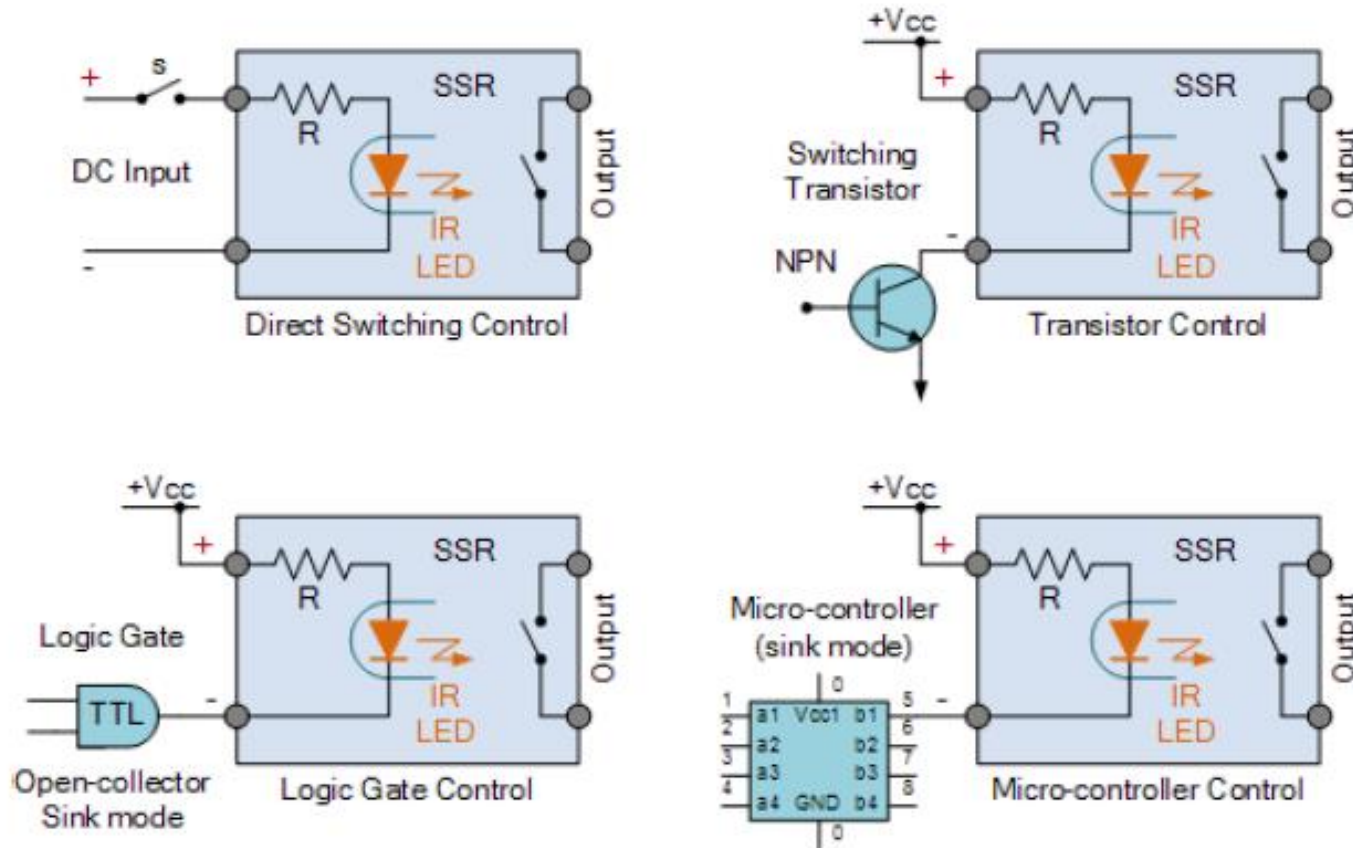 +
S
SSR
R
DC Input
IR
LED
Output
-
Direct Switching Control
+Vcc
+
SSR
R
Switching
Transistor
-
NPN
IR
LED
Output
Transistor Control
+Vcc
+
SSR
R
Logic Gate
TTL
-
IR
LED
Output
Open-collector
Sink mode
Logic Gate Control
+Vcc
+
SSR
R
Micro-controller
(sink mode)
0
1 a1 Vcc1 b1 5 -
2 a2 b2 6
3 a3 b3 7
4 a4 GND b4 8
0
IR
LED
Output
Micro-controller Control